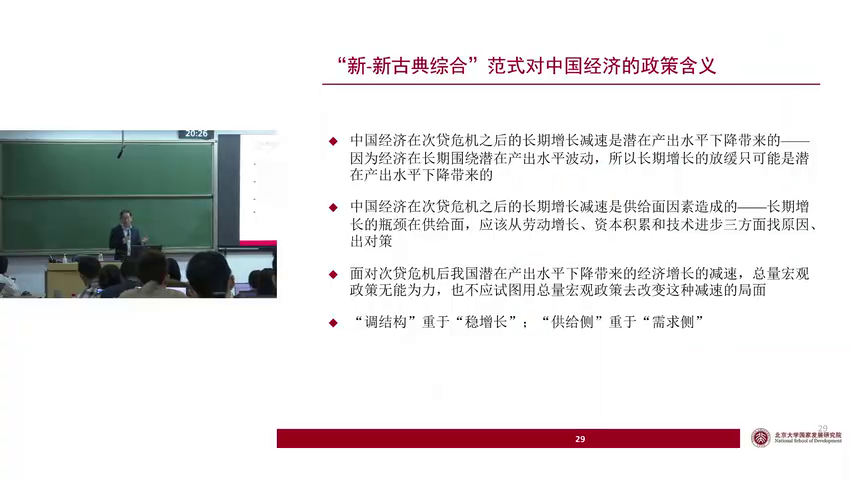 “新-新古典综合”范式对中国经济的政策含义
20:26
中国经济在次贷危机之后的长期增长减速是潜在产出水平下降带来的——
因为经济在长期围绕潜在产出水平波动，所以长期增长的放缓只可能是潜
在产出水平下降带来的
中国经济在次贷危机之后的长期增长减速是供给面因素造成的——长期增
长的瓶颈在供给面，应该从劳动增长、资本积累和技术进步三方面找原因、
出对策
面对次贷危机后我国潜在产出水平下降带来的经济增长的减速，总量宏观
政策无能为力，也不应试图用总量宏观政策去改变这种减速的局面
“调结构”重于“稳增长”；“供给侧”重于“需求侧”
29
29
北京大学国家发展研究院
National School of Development